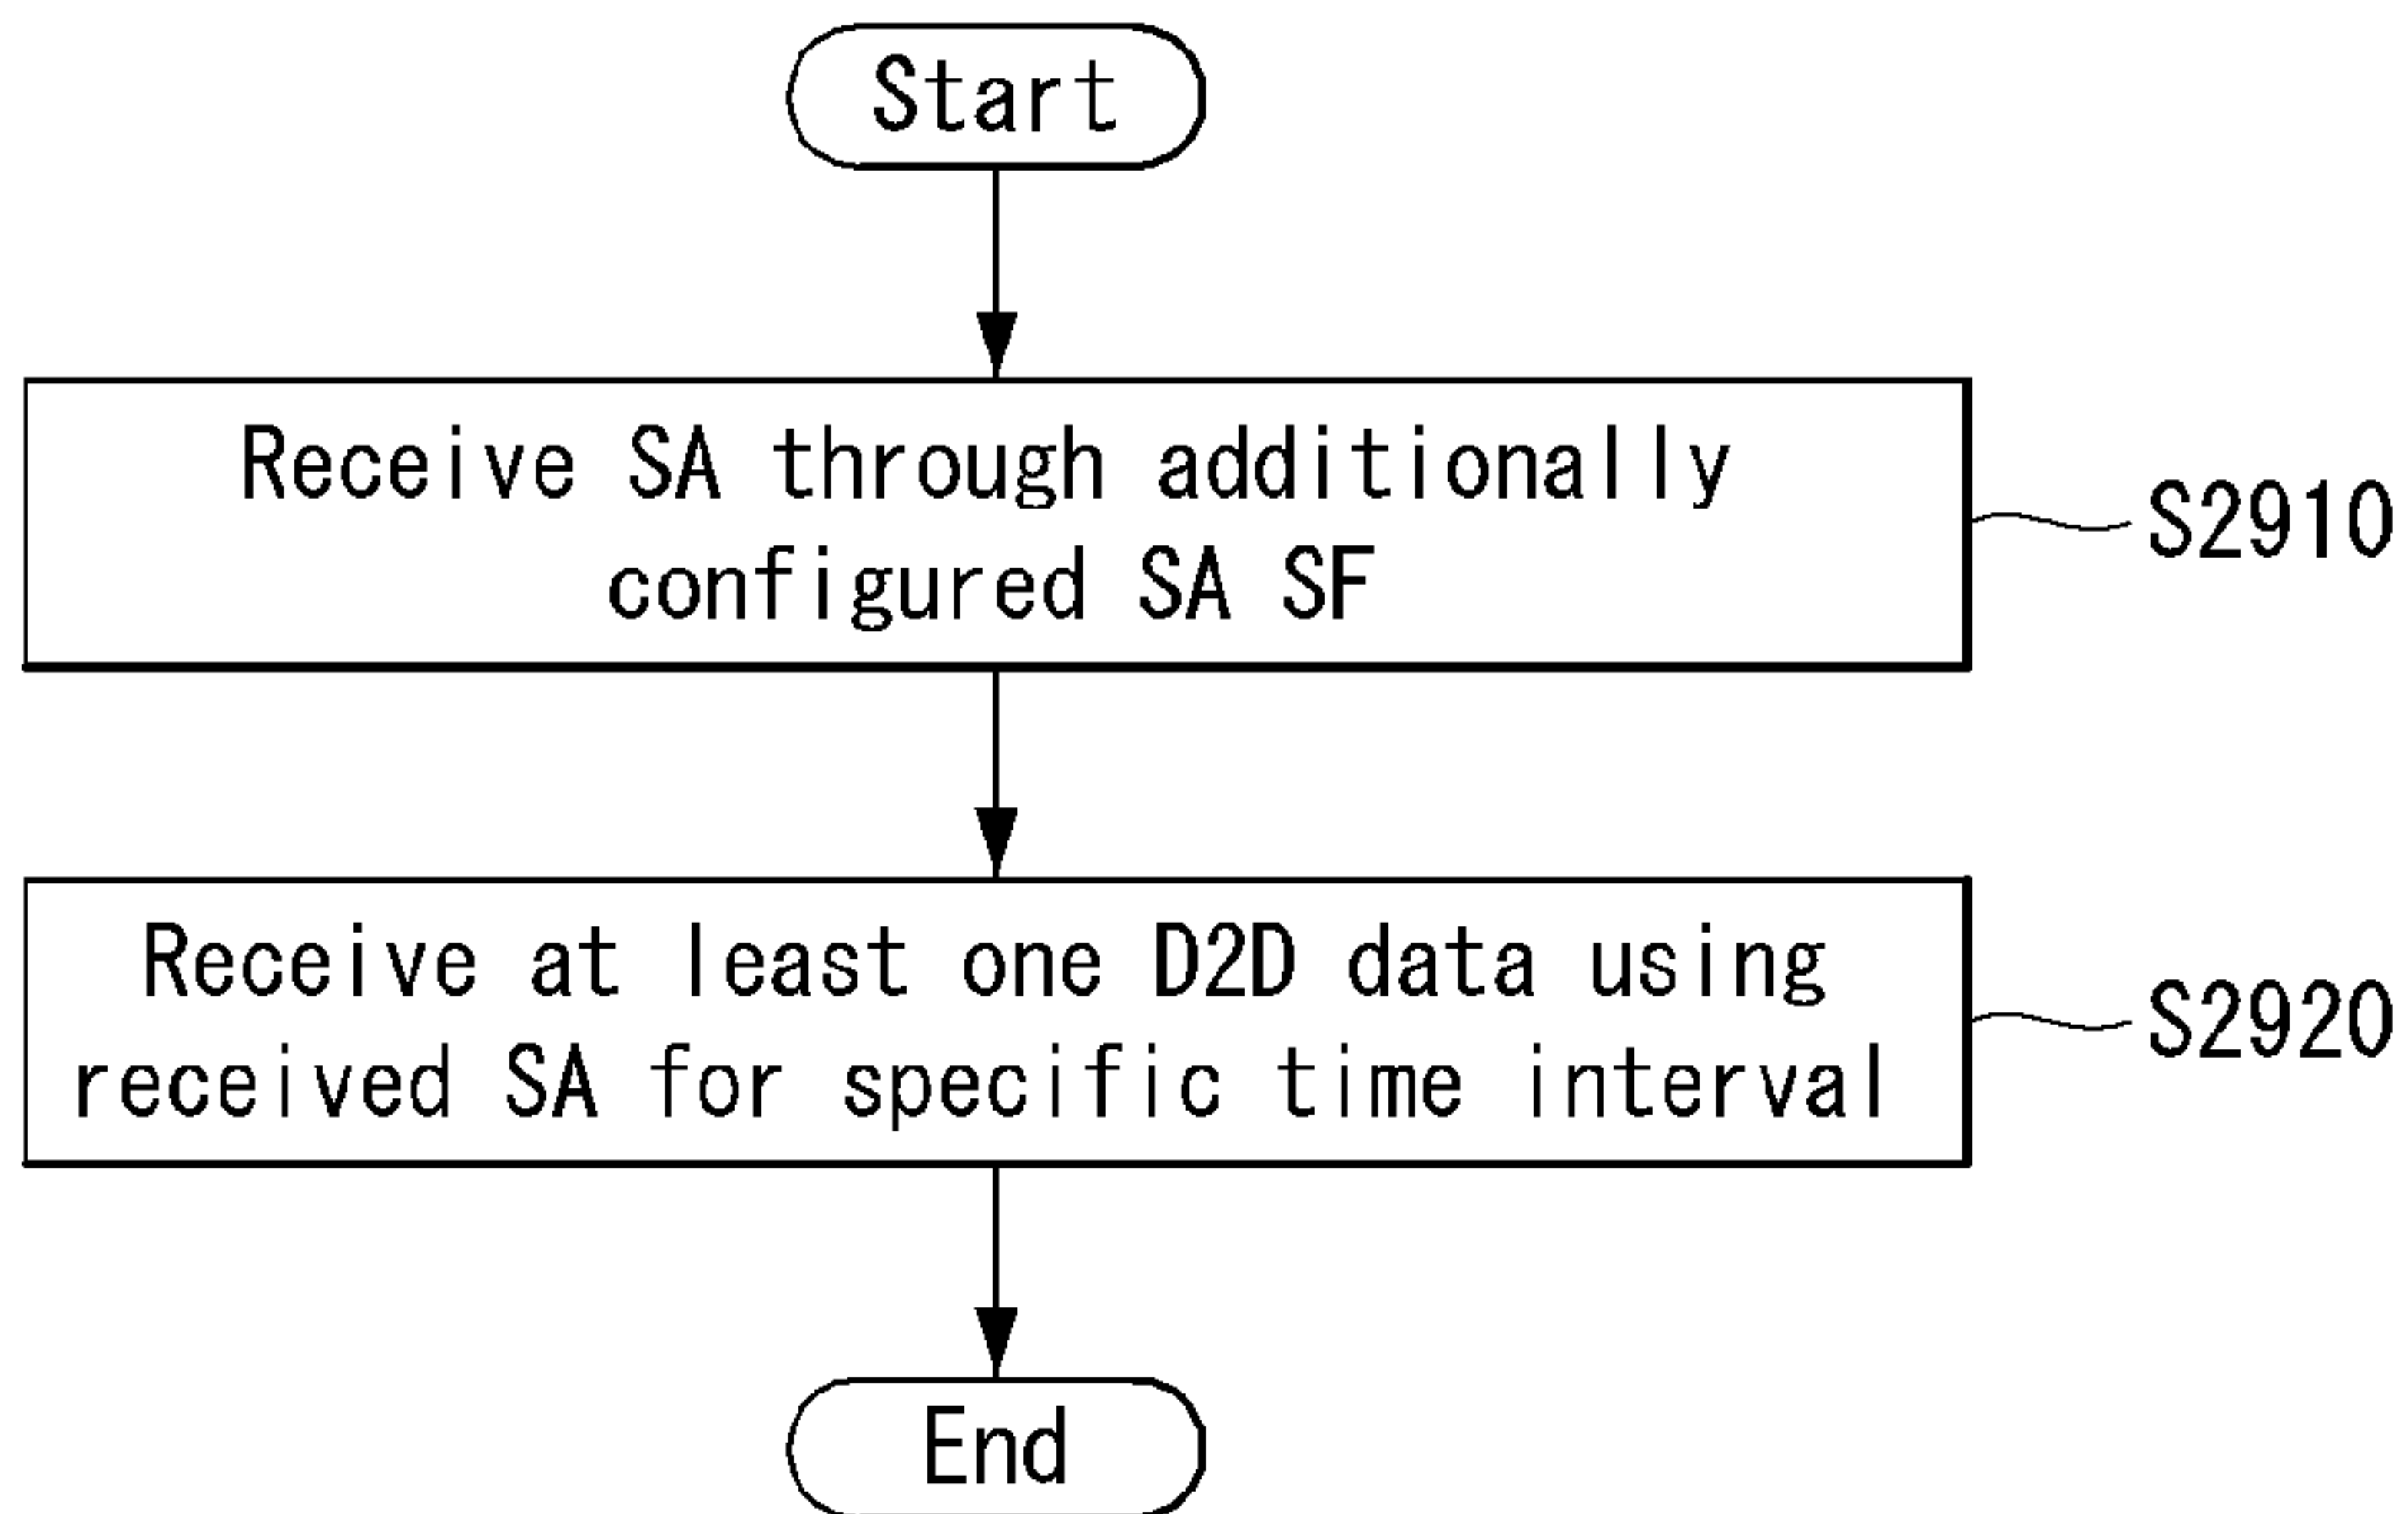 Start
Receive SA through additionally
configured SA SF
S2910
Receive at least one D2D data using
received SA for specific time interval
S2920
End